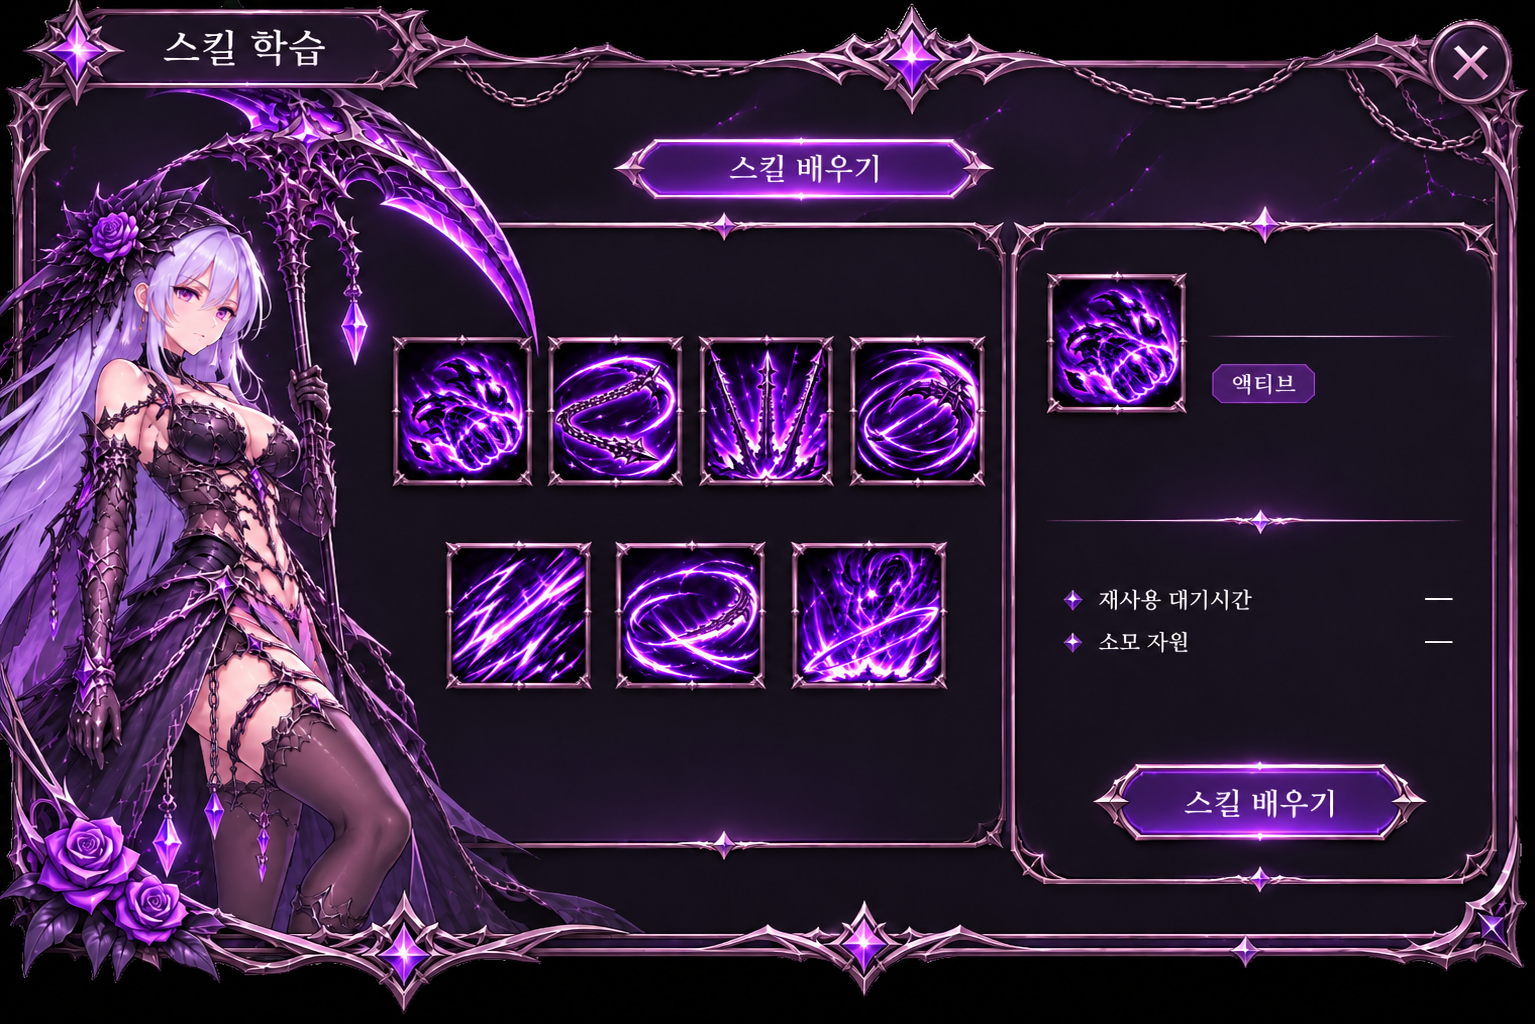 스킬 학습
스킬 배우기
액티브
재사용 대기시간 —
소모 자원 —
스킬 배우기